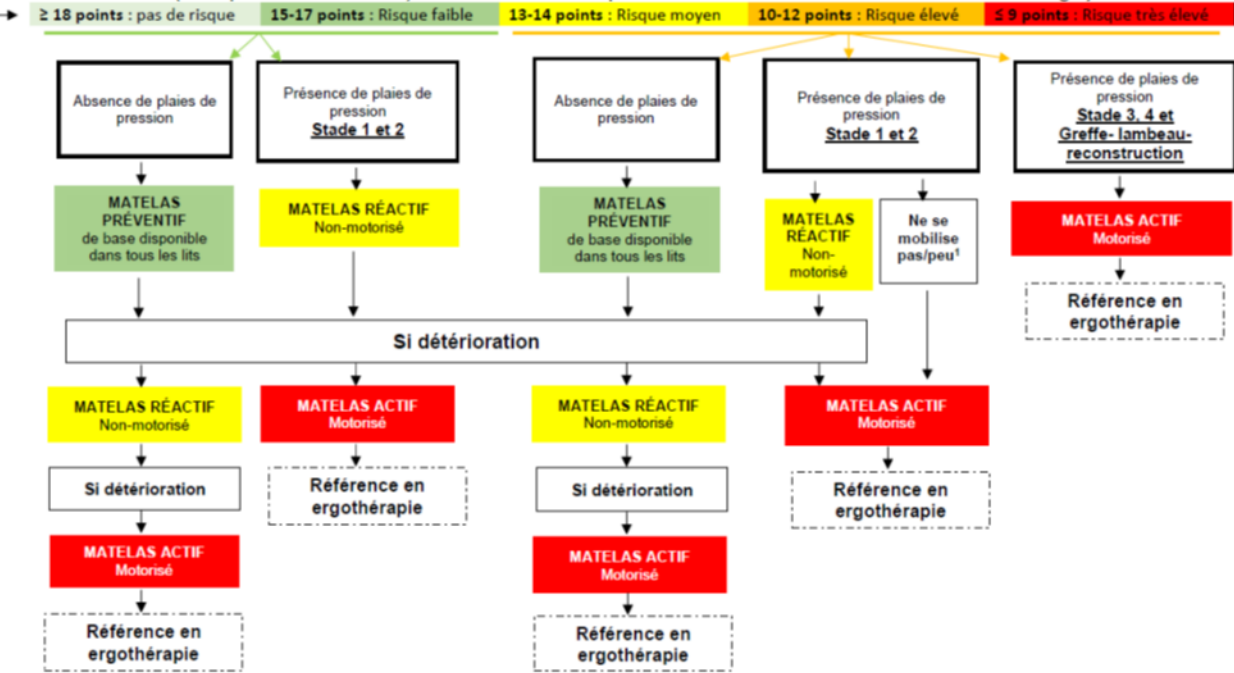 ≥ 18 points : pas de risque
15-17 points : Risque faible
13-14 points : Risque moyen
10-12 points : Risque élevé
≤ 9 points : Risque très élevé
Absence de plaies de
pression
Présence de plaies de
pression
Stade 1 et 2
Absence de plaies de
pression
Présence de plaies de
pression
Stade 1 et 2
Présence de plaies de
pression
Stade 3, 4 et
Greffe- lambeau-
reconstruction
MATELAS
PRÉVENTIF
de base disponible
dans tous les lits
MATELAS RÉACTIF
Non-motorisé
MATELAS
PRÉVENTIF
de base disponible
dans tous les lits
MATELAS
RÉACTIF
Non-
motorisé
Ne se
mobilise
pas/peu¹
MATELAS ACTIF
Motorisé
Référence en
ergothérapie
Si détérioration
MATELAS RÉACTIF
Non-motorisé
MATELAS ACTIF
Motorisé
MATELAS RÉACTIF
Non-motorisé
MATELAS ACTIF
Motorisé
Si détérioration
Référence en
ergothérapie
Si détérioration
Référence en
ergothérapie
MATELAS ACTIF
Motorisé
MATELAS ACTIF
Motorisé
Référence en
ergothérapie
Référence en
ergothérapie